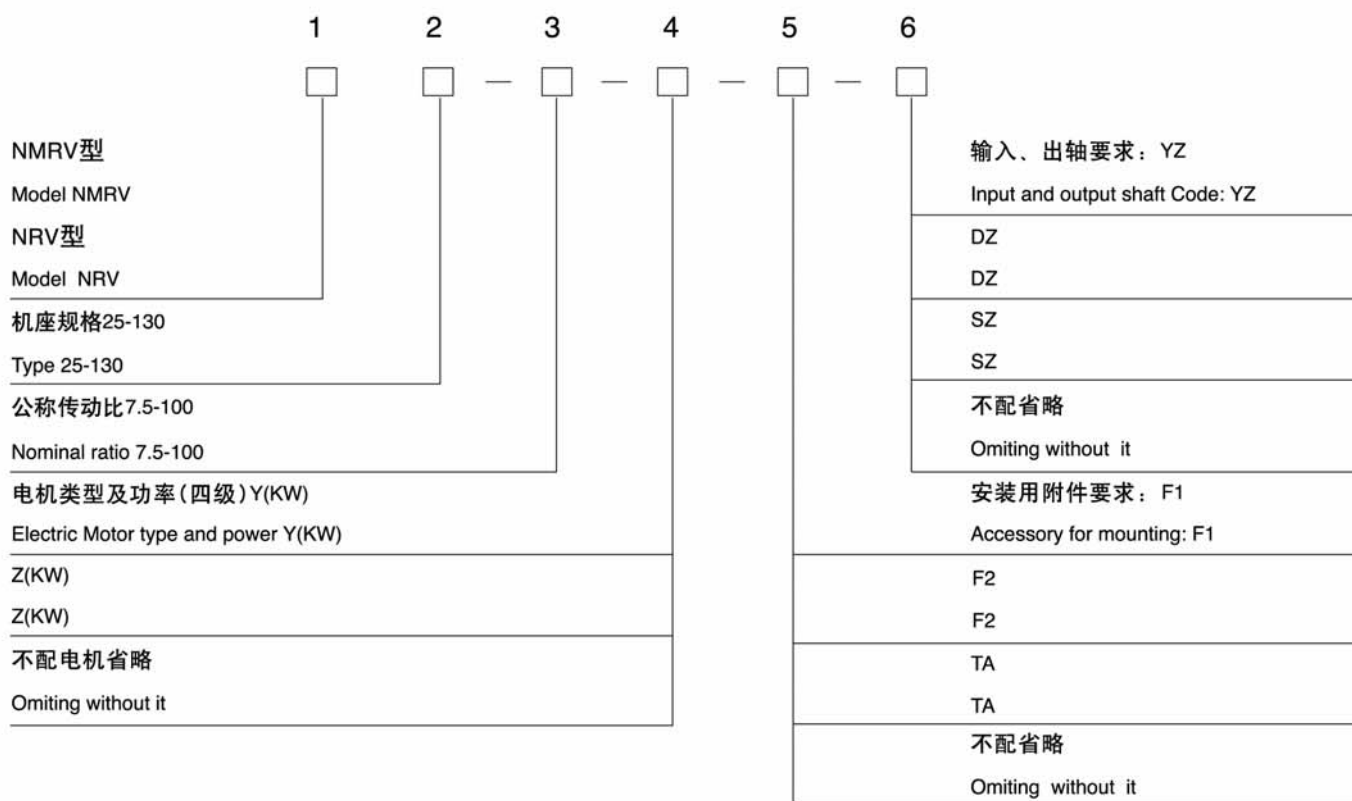 1 2 3 4 5 6
□ □ — □ — □ — □ — □
NMRV型
Model NMRV
NRV型
Model NRV
机座规格25-130
Type 25-130
公称传动比7.5-100
Nominal ratio 7.5-100
电机类型及功率(四级)Y(KW)
Electric Motor type and power Y(KW)
Z(KW)
Z(KW)
不配电机省略
Omiting without it
输入、出轴要求：YZ
Input and output shaft Code: YZ
DZ
DZ
SZ
SZ
不配省略
Omiting without it
安装用附件要求：F1
Accessory for mounting: F1
F2
F2
TA
TA
不配省略
Omiting without it